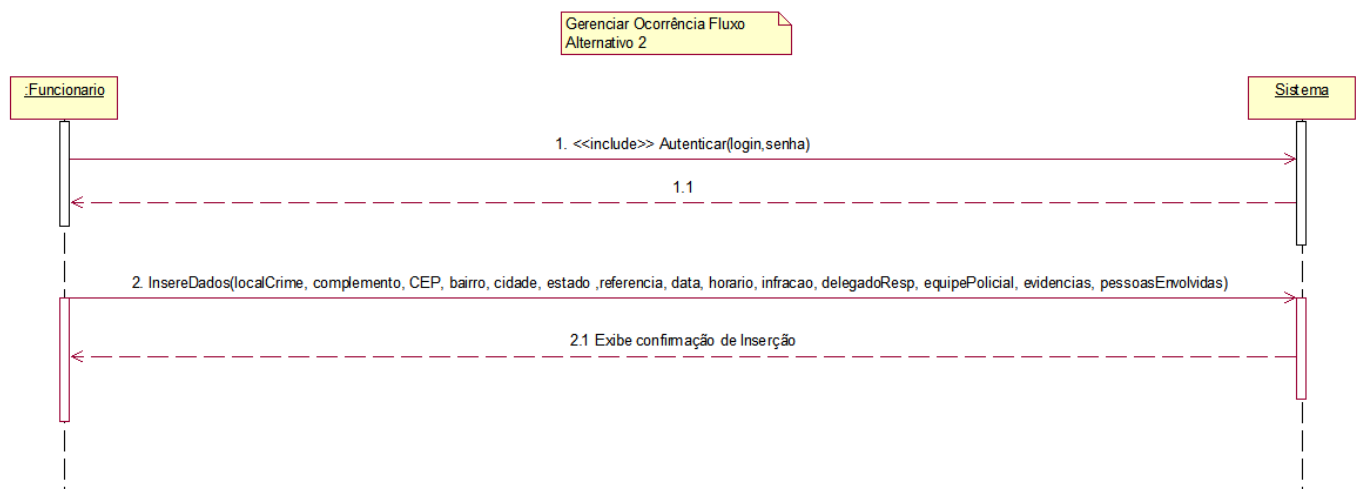 Gerenciar Ocorrência Fluxo
Alternativo 2
:Funcionario
Sistema
1. <<include>> Autenticar(login,senha)
1.1
2. InsereDados(localCrime, complemento, CEP, bairro, cidade, estado ,referencia, data, horario, infracao, delegadoResp, equipePolicial, evidencias, pessoasEnvolvidas)
2.1 Exibe confirmação de Inserção